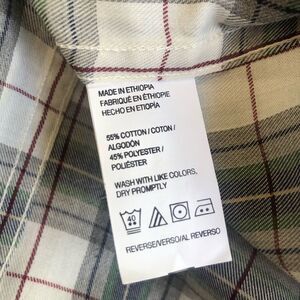 MADE IN ETHIOPIA
FABRIQUÉ EN ÉTHIOPIE
HECHO EN ETIOPÍA
55% COTTON / COTON /
ALGODÓN
45% POLYESTER /
POLIÉSTER
WASH WITH LIKE COLORS,
DRY PROMPTLY
40
REVERSE/VERSO/AL REVERSO